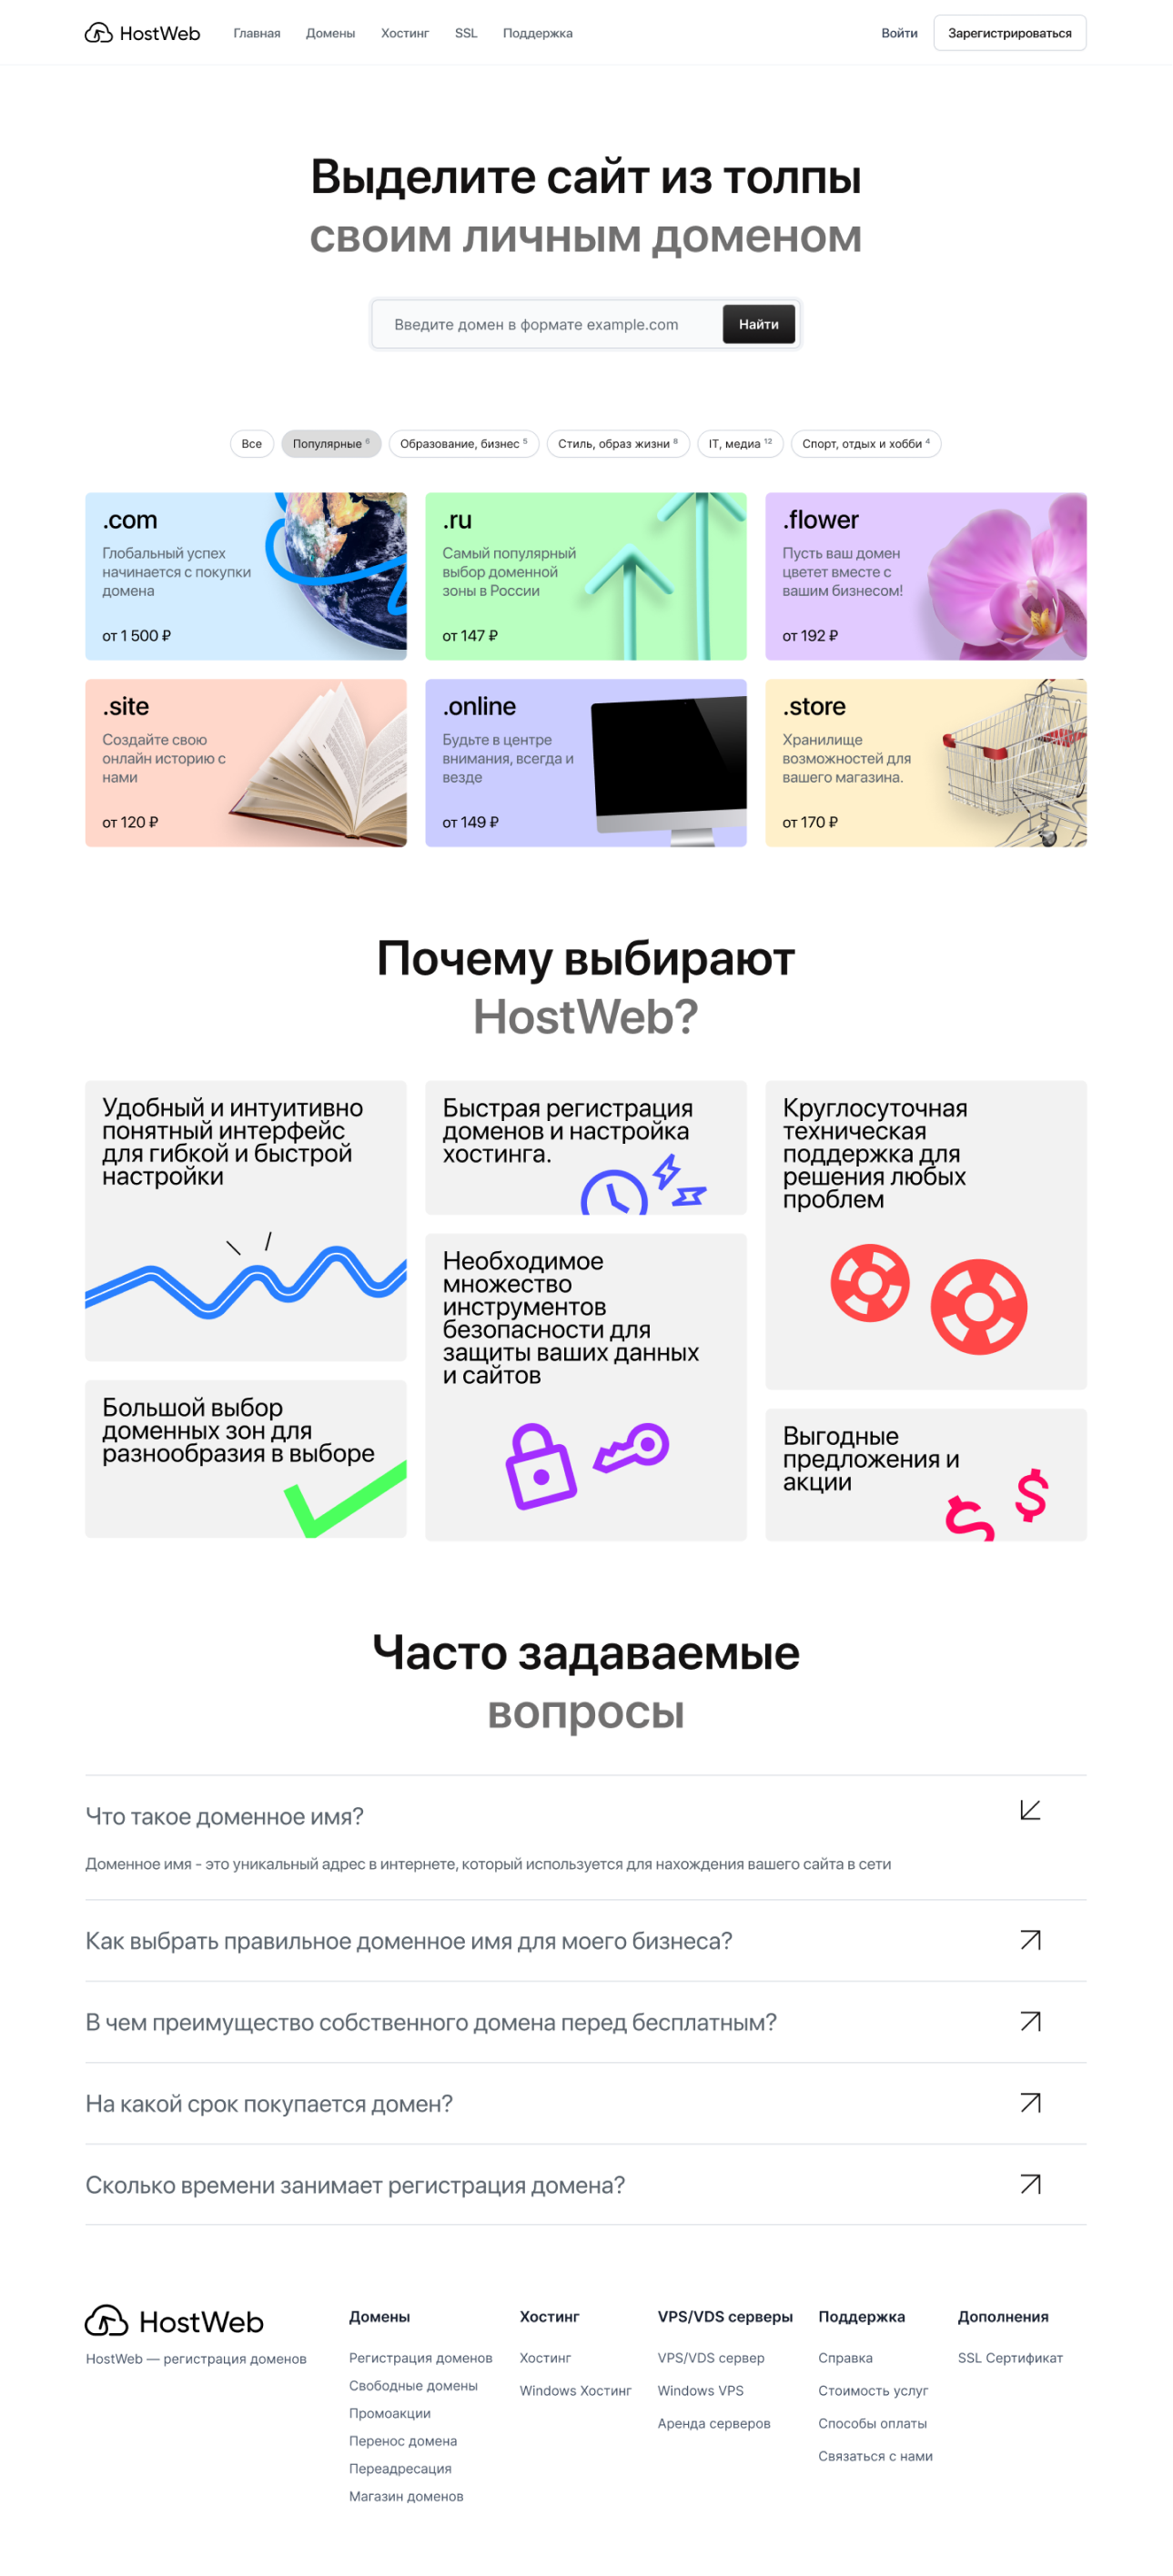 HostWeb
Главная
Домены
Хостинг
SSL
Поддержка
Войти
Зарегистрироваться
Выделите сайт из толпы
своим личным доменом
Введите домен в формате example.com
Найти
Все
Популярные 6
Образование, бизнес 5
Стиль, образ жизни 8
IT, медиа 12
Спорт, отдых и хобби 4
.com
Глобальный успех
начинается с покупки
домена
от 1 500 ₽
.ru
Самый популярный
выбор доменной
зоны в России
от 147 ₽
.flower
Пусть ваш домен
цветет вместе с
вашим бизнесом!
от 192 ₽
.site
Создайте свою
онлайн историю с
нами
от 120 ₽
.online
Будьте в центре
внимания, всегда и
везде
от 149 ₽
.store
Хранилище
возможностей для
вашего магазина.
от 170 ₽
Почему выбирают
HostWeb?
Удобный и интуитивно
понятный интерфейс
для гибкой и быстрой
настройки
Быстрая регистрация
доменов и настройка
хостинга.
Круглосуточная
техническая
поддержка для
решения любых
проблем
Необходимое
множество
инструментов
безопасности для
защиты ваших данных
и сайтов
Большой выбор
доменных зон для
разнообразия в выборе
Выгодные
предложения и
акции
Часто задаваемые
вопросы
Что такое доменное имя?
Доменное имя - это уникальный адрес в интернете, который используется для нахождения вашего сайта в сети
Как выбрать правильное доменное имя для моего бизнеса?
В чем преимущество собственного домена перед бесплатным?
На какой срок покупается домен?
Сколько времени занимает регистрация домена?
HostWeb
HostWeb — регистрация доменов
Домены
Регистрация доменов
Свободные домены
Промоакции
Перенос домена
Переадресация
Магазин доменов
Хостинг
Хостинг
Windows Хостинг
VPS/VDS серверы
VPS/VDS сервер
Windows VPS
Аренда серверов
Поддержка
Справка
Стоимость услуг
Способы оплаты
Связаться с нами
Дополнения
SSL Сертификат